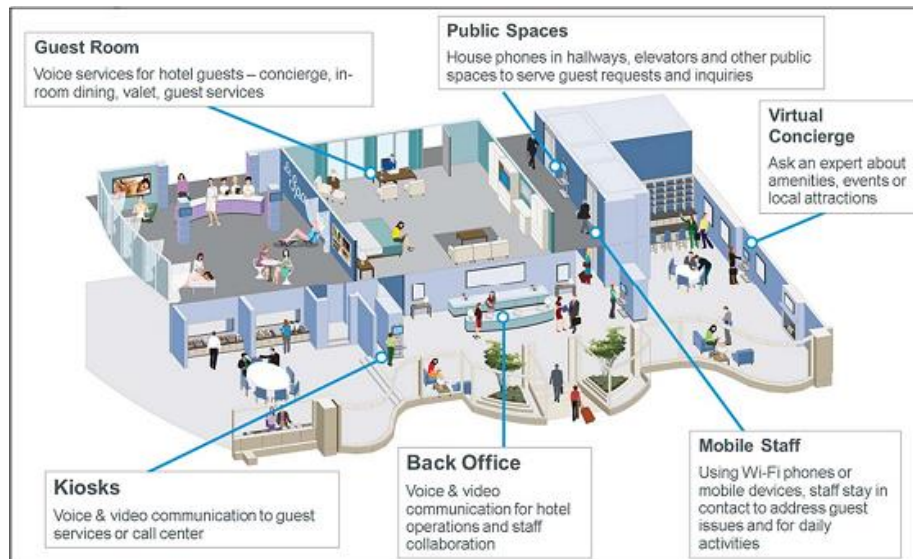 Guest Room
Voice services for hotel guests – concierge, in-
room dining, valet, guest services
Public Spaces
House phones in hallways, elevators and other public
spaces to serve guest requests and inquiries
Virtual
Concierge
Ask an expert about
amenities, events or
local attractions
Spa
Kiosks
Voice & video communication to guest
services or call center
Back Office
Voice & video
communication for hotel
operations and staff
collaboration
Mobile Staff
Using Wi-Fi phones or
mobile devices, staff stay in
contact to address guest
issues and for daily
activities